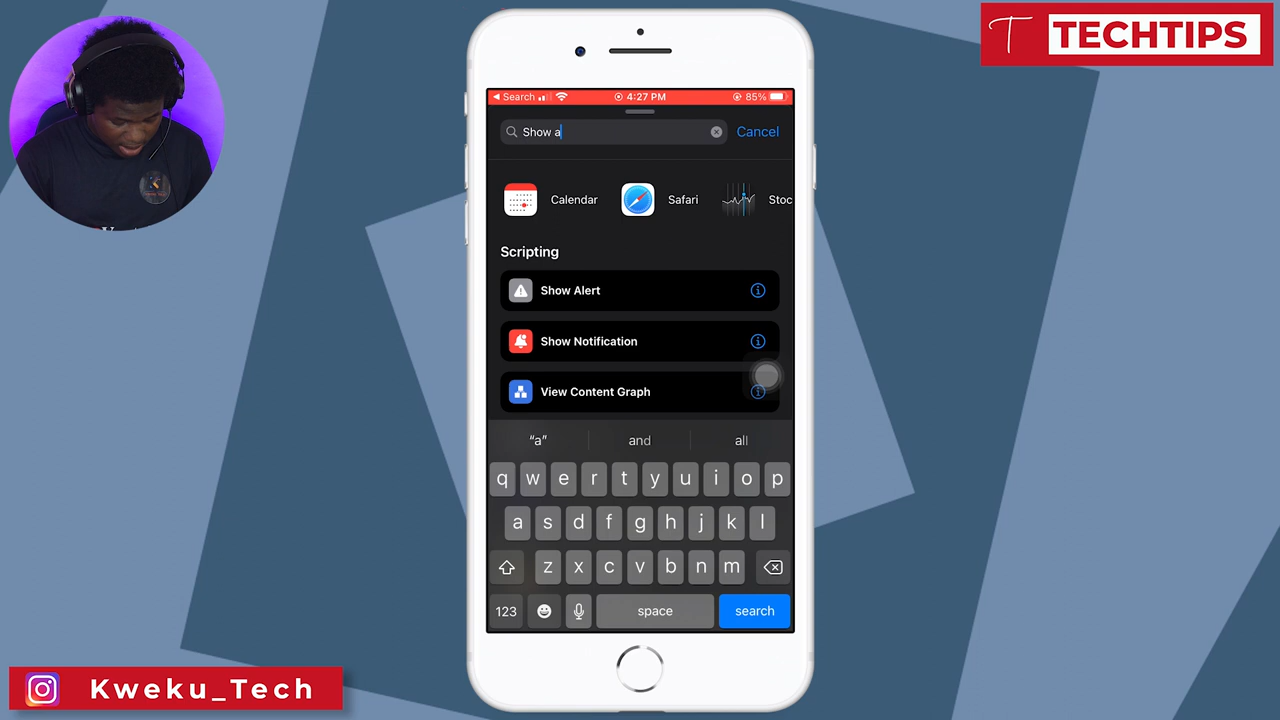 T TECHTIPS
Search 4:27 PM 85%
Show a
Cancel
Calendar Safari Stoc
Scripting
Show Alert
Show Notification
View Content Graph
"a" and all
q w e r t y u i o p
a s d f g h j k l
z x c v b n m
123 space search
Kweku_Tech